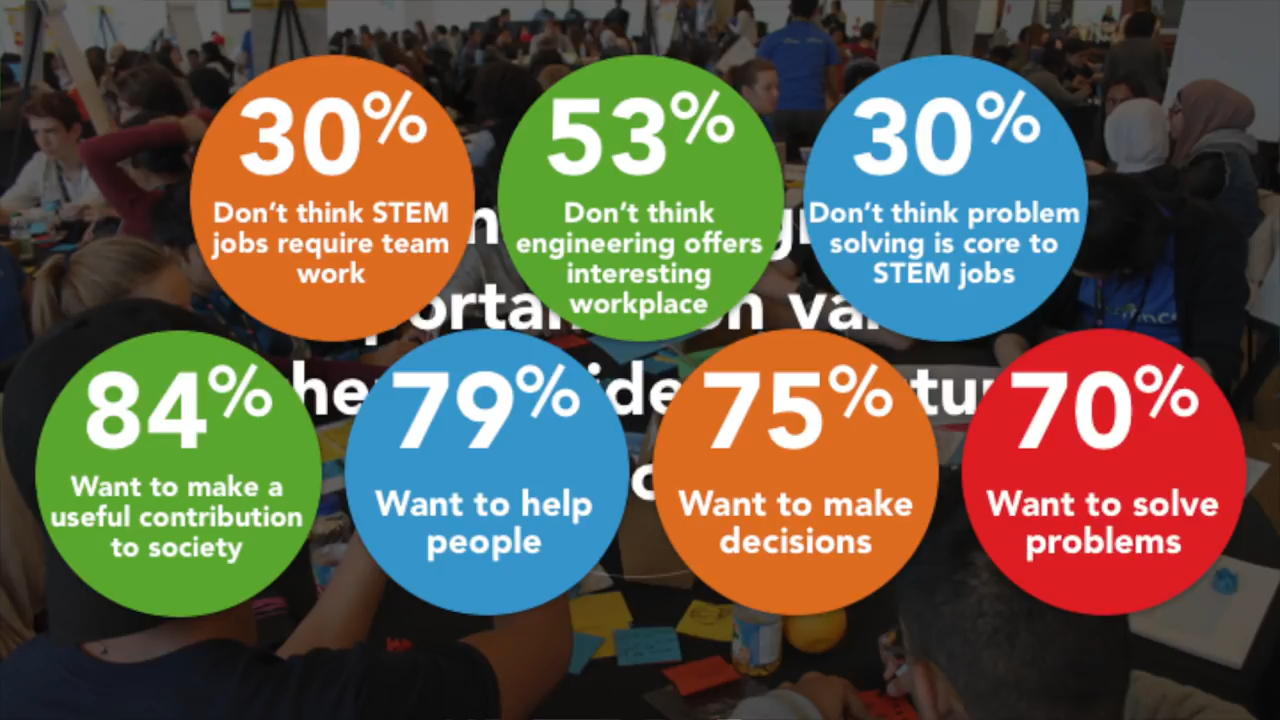 30%
Don't think STEM
jobs require team
work
53%
Don't think
engineering offers
interesting
workplace
30%
Don't think problem
solving is core to
STEM jobs
84%
Want to make a
useful contribution
to society
79%
Want to help
people
75%
Want to make
decisions
70%
Want to solve
problems